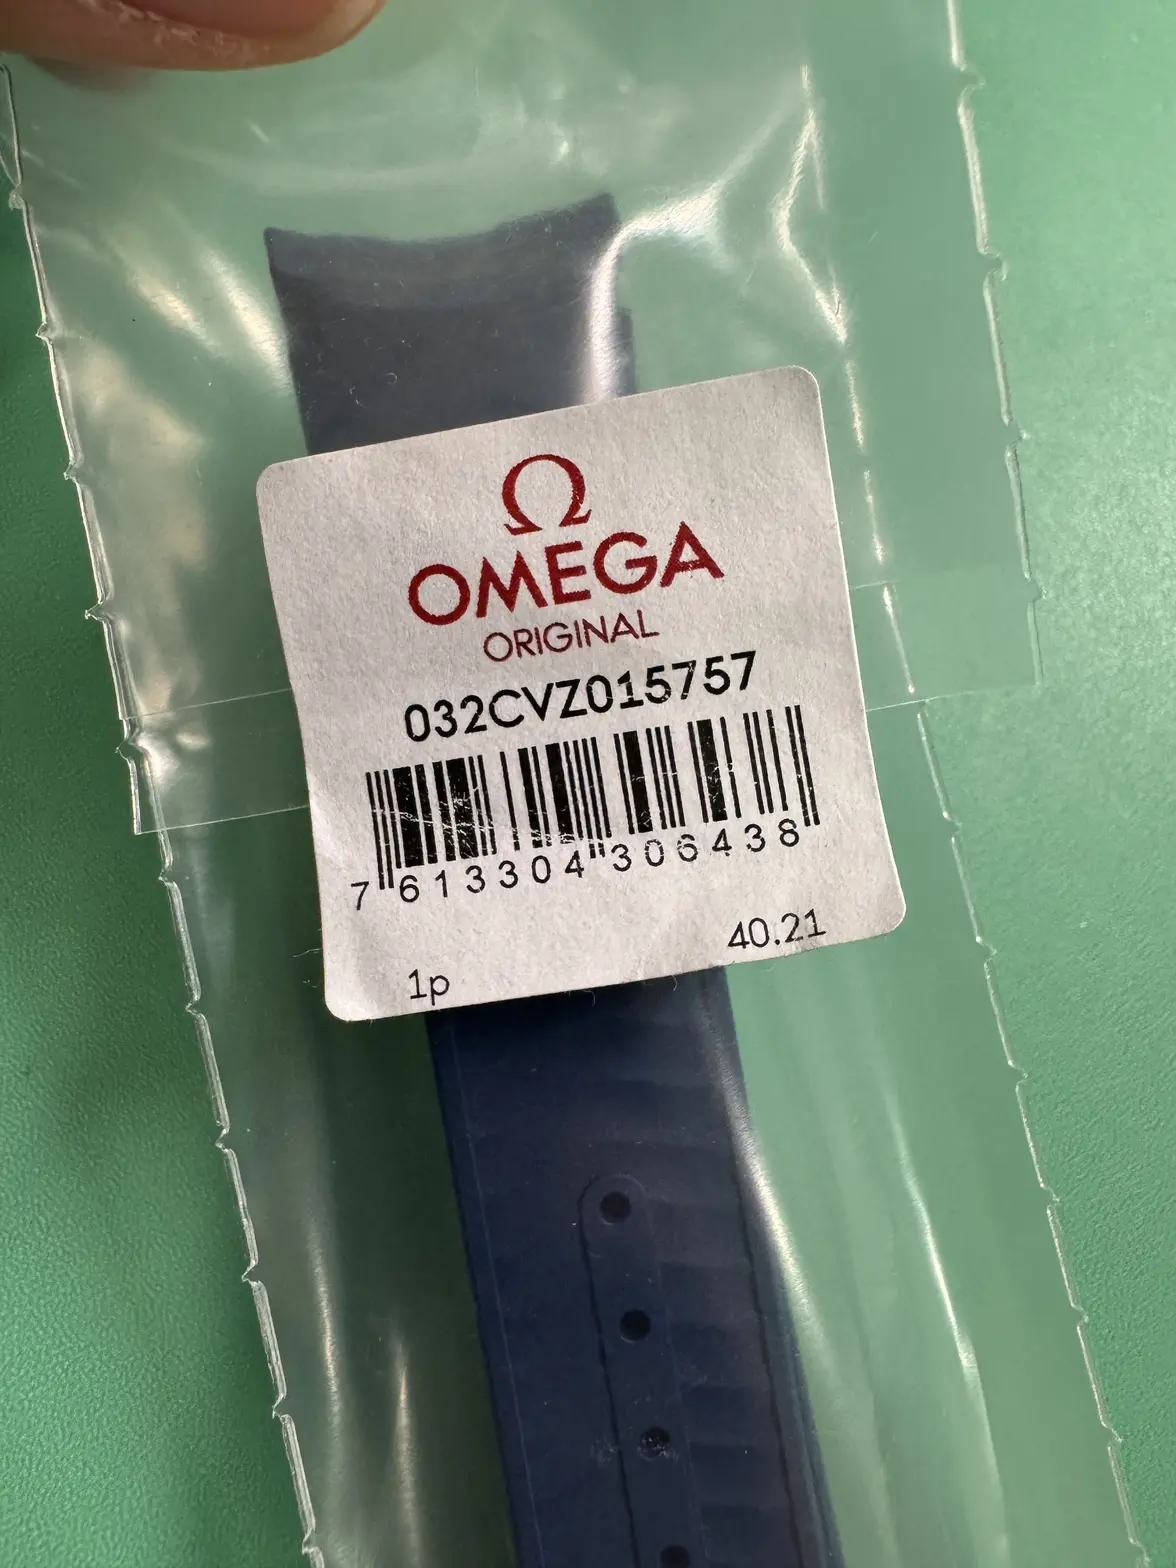 Ω
OMEGA
ORIGINAL
032CVZ015757
7 613304 306438
40.21
1p